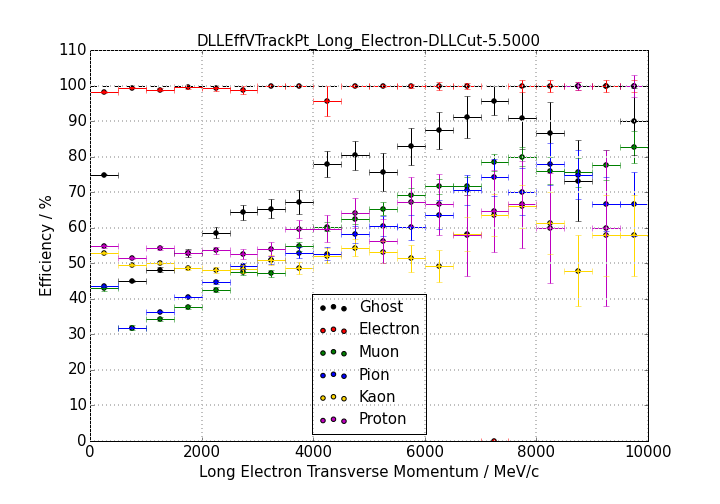 DLLEffVTrackPt_Long_Electron-DLLCut-5.5000
110
100
90
80
70
60
50
40
30
20
10
0
Efficiency / %
Ghost
Electron
Muon
Pion
Kaon
Proton
0 2000 4000 6000 8000 10000
Long Electron Transverse Momentum / MeV/c